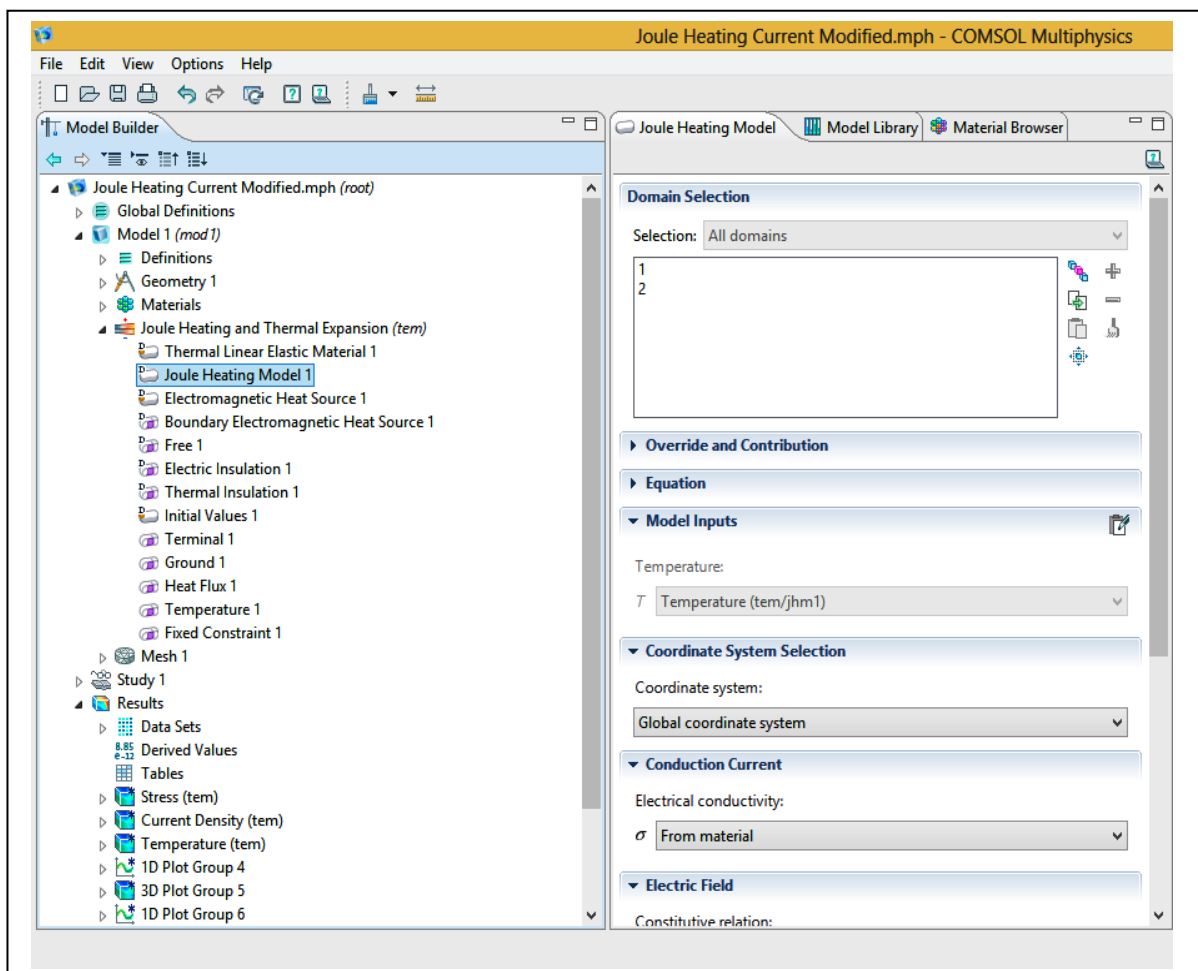 Joule Heating Current Modified.mph - COMSOL Multiphysics
File Edit View Options Help
Model Builder
Joule Heating Current Modified.mph (root)
Global Definitions
Model 1 (mod1)
Definitions
Geometry 1
Materials
Joule Heating and Thermal Expansion (tem)
Thermal Linear Elastic Material 1
Joule Heating Model 1
Electromagnetic Heat Source 1
Boundary Electromagnetic Heat Source 1
Free 1
Electric Insulation 1
Thermal Insulation 1
Initial Values 1
Terminal 1
Ground 1
Heat Flux 1
Temperature 1
Fixed Constraint 1
Mesh 1
Study 1
Results
Data Sets
8.85
e-12 Derived Values
Tables
Stress (tem)
Current Density (tem)
Temperature (tem)
1D Plot Group 4
3D Plot Group 5
1D Plot Group 6
Joule Heating Model Model Library Material Browser
Domain Selection
Selection: All domains
1
2
Override and Contribution
Equation
Model Inputs
Temperature:
T Temperature (tem/jhm1)
Coordinate System Selection
Coordinate system:
Global coordinate system
Conduction Current
Electrical conductivity:
σ From material
Electric Field
Constitutive relation: